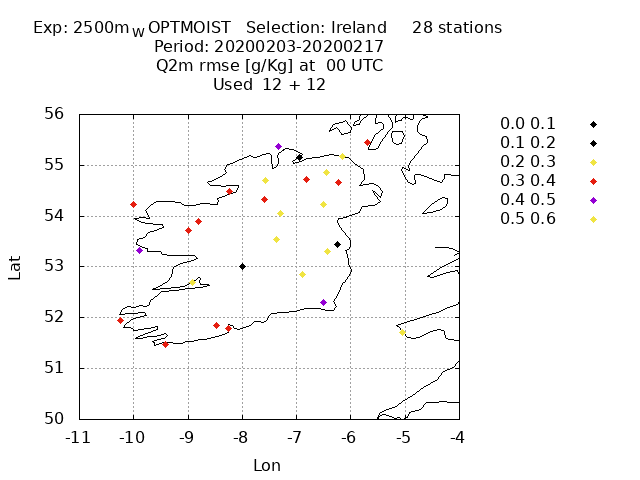 Exp: 2500m_W OPTMOIST Selection: Ireland 28 stations
Period: 20200203-20200217
Q2m rmse [g/Kg] at 00 UTC
Used 12 + 12
56
55
54
53
52
51
50
-11 -10 -9 -8 -7 -6 -5 -4
Lat
Lon
0.0 0.1
0.1 0.2
0.2 0.3
0.3 0.4
0.4 0.5
0.5 0.6